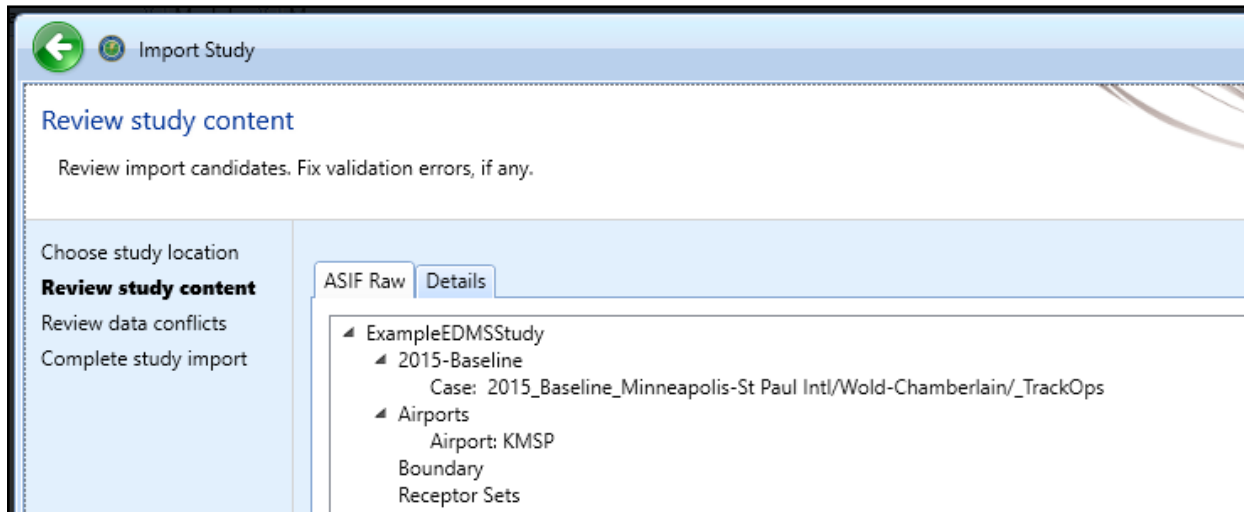 Import Study
Review study content
Review import candidates. Fix validation errors, if any.
Choose study location
Review study content
Review data conflicts
Complete study import
ASIF Raw Details
ExampleEDMSStudy
2015-Baseline
Case: 2015_Baseline_Minneapolis-St Paul Intl/Wold-Chamberlain/_TrackOps
Airports
Airport: KMSP
Boundary
Receptor Sets